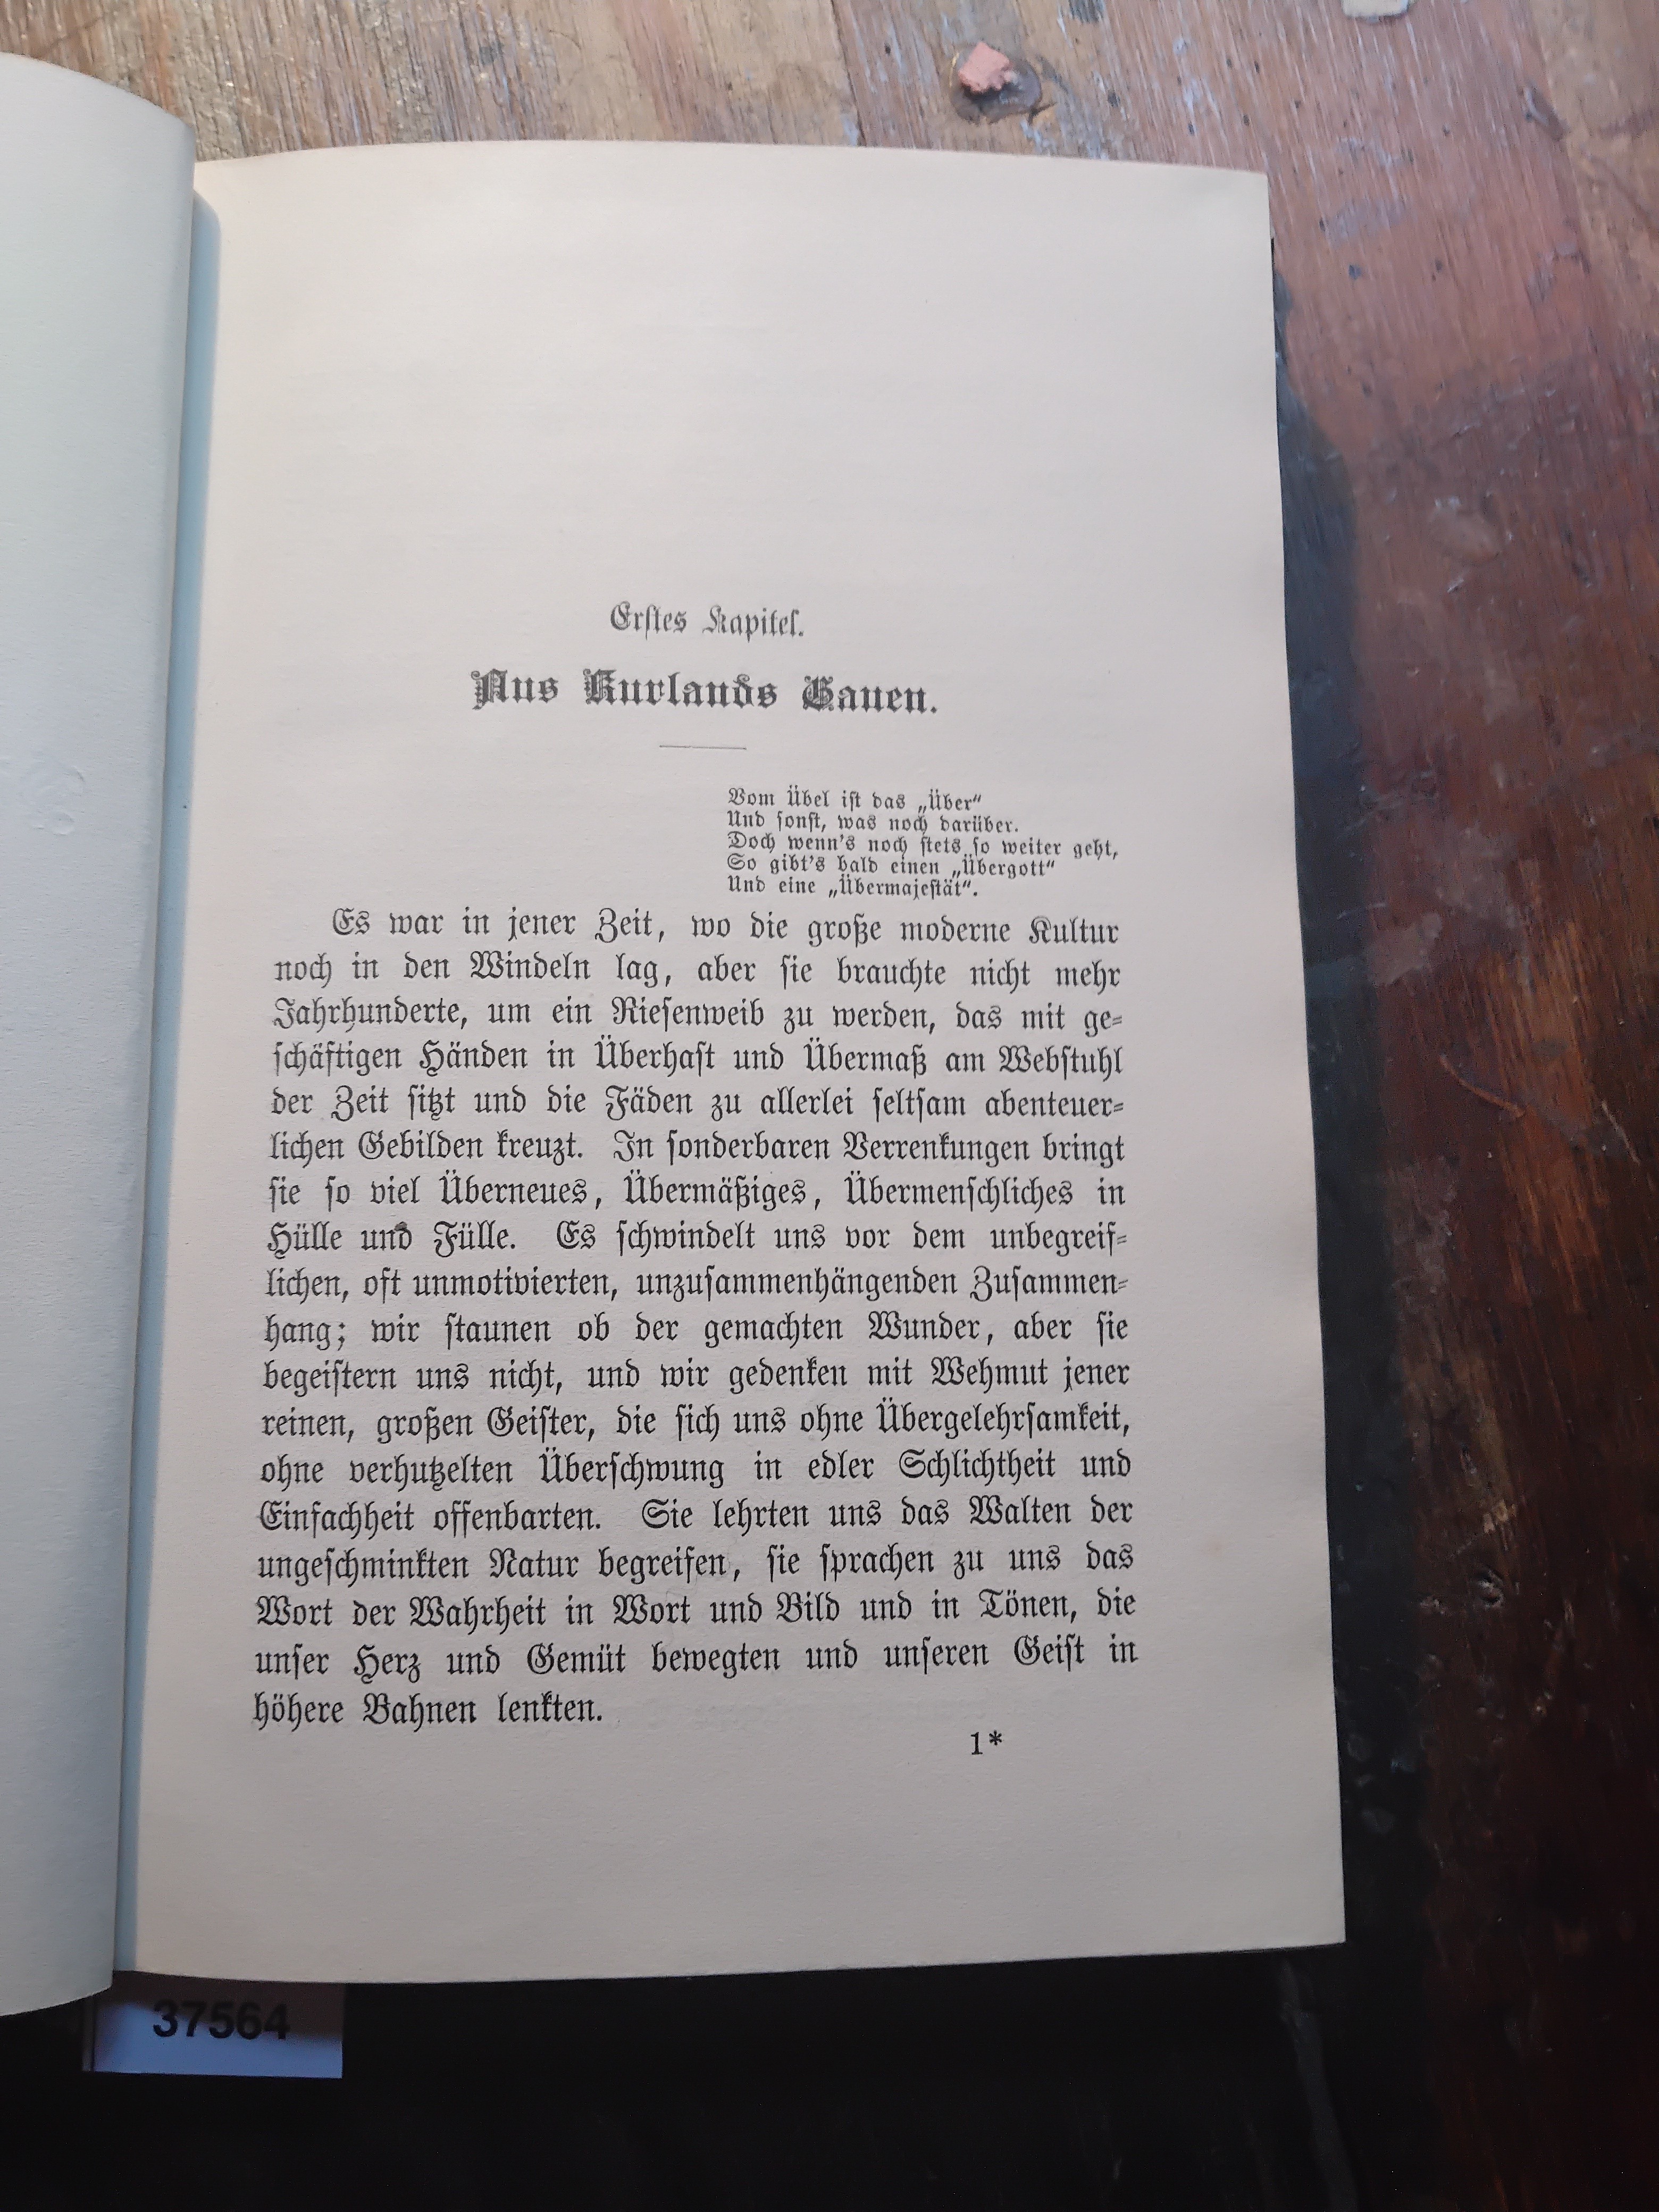 Erstes Kapitel.
Aus Kurlands Gauen.
Vom Übel ist das „Über“
Und sonst, was noch darüber.
Doch wenn's noch stets so weiter geht,
So gibt's bald einen „Übergott“
Und eine „Übermajestät“.
Es war in jener Zeit, wo die große moderne Kultur
noch in den Windeln lag, aber sie brauchte nicht mehr
Jahrhunderte, um ein Riesenweib zu werden, das mit ge-
schäftigen Händen in Überhast und Übermaß am Webstuhl
der Zeit sitzt und die Fäden zu allerlei seltsam abenteuer-
lichen Gebilden kreuzt. In sonderbaren Verrenkungen bringt
sie so viel Überneues, Übermäßiges, Übermenschliches in
Hülle und Fülle. Es schwindelt uns vor dem unbegreif-
lichen, oft unmotivierten, unzusammenhängenden Zusammen-
hang; wir staunen ob der gemachten Wunder, aber sie
begeistern uns nicht, und wir gedenken mit Wehmut jener
reinen, großen Geister, die sich uns ohne Übergelehrsamkeit,
ohne verhutzelten Überschwung in edler Schlichtheit und
Einfachheit offenbarten. Sie lehrten uns das Walten der
ungeschminkten Natur begreifen, sie sprachen zu uns das
Wort der Wahrheit in Wort und Bild und in Tönen, die
unser Herz und Gemüt bewegten und unseren Geist in
höhere Bahnen lenkten.
1*
37564